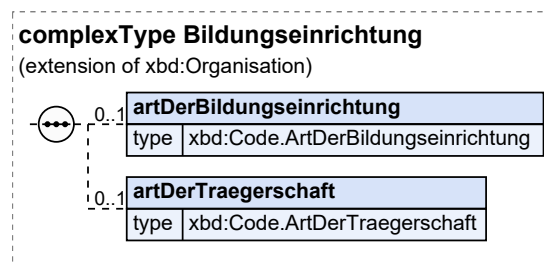 complexType Bildungseinrichtung
(extension of xbd:Organisation)
0..1 artDerBildungseinrichtung
type xbd:Code.ArtDerBildungseinrichtung
0..1 artDerTraegerschaft
type xbd:Code.ArtDerTraegerschaft